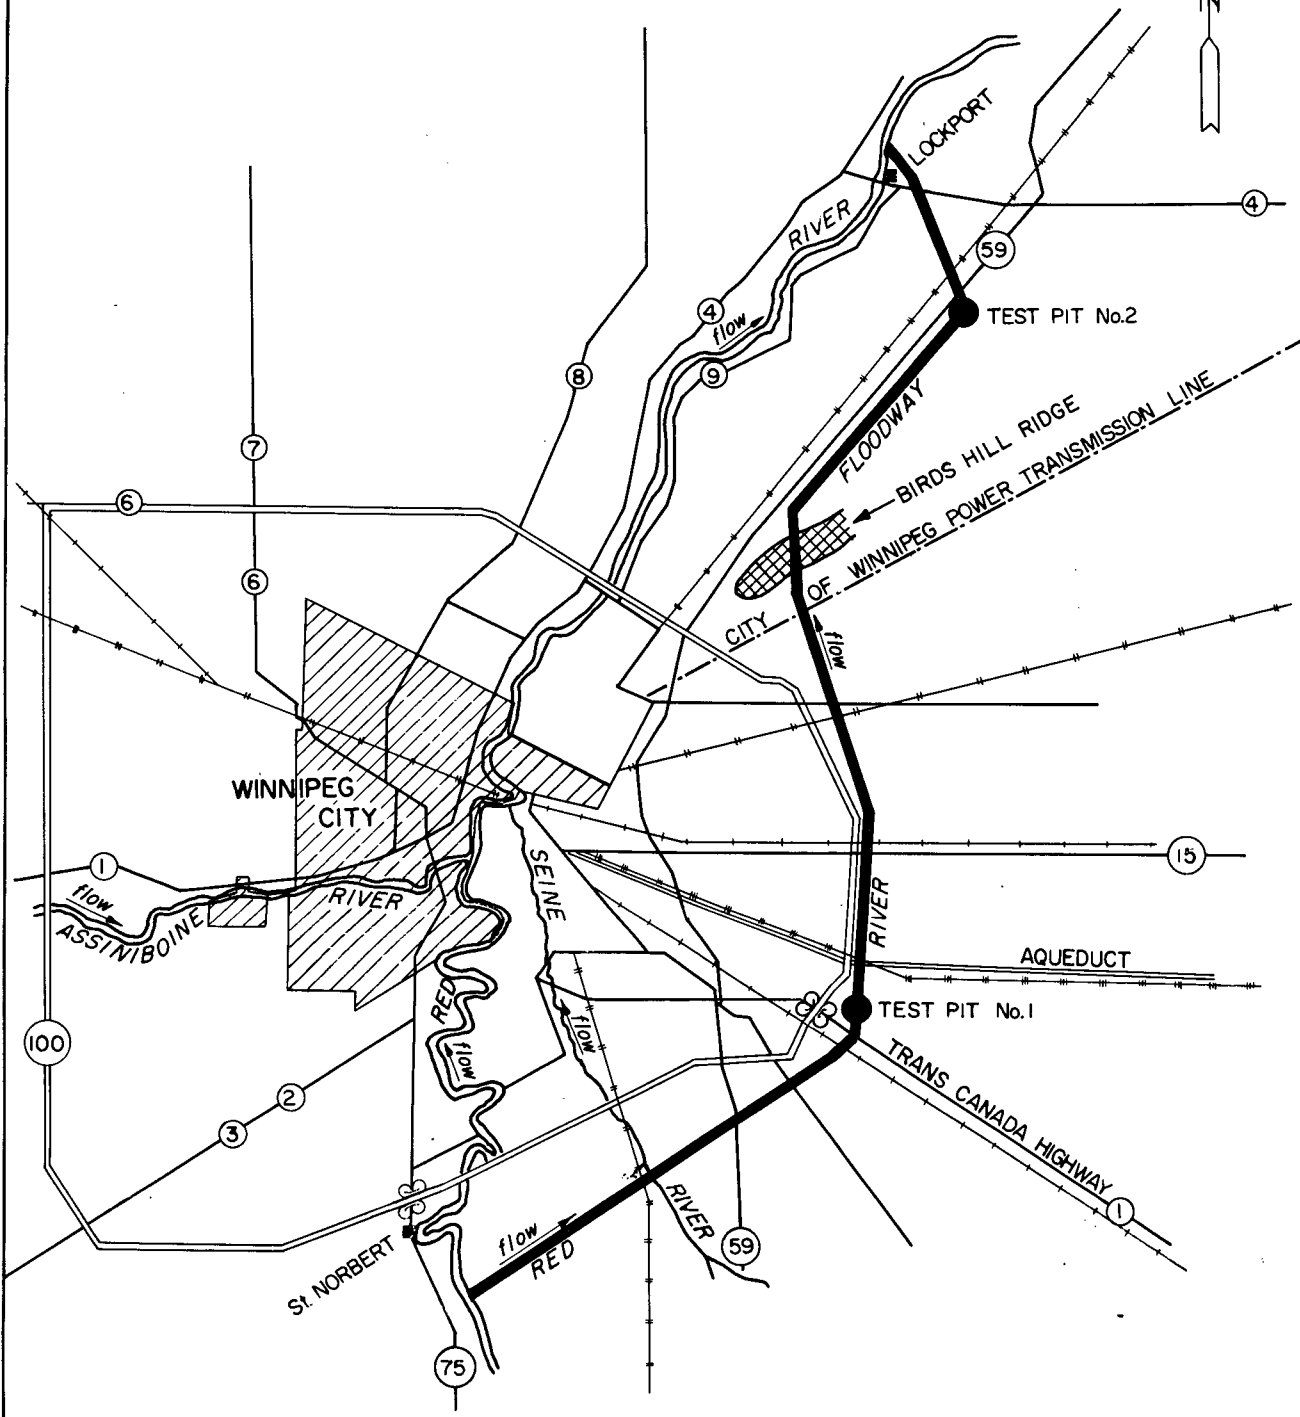 N
LOCKPORT
RIVER
4
59
4
flow
TEST PIT No.2
8
9
BIRDS HILL RIDGE
FLOODWAY
7
6
CITY OF WINNIPEG POWER TRANSMISSION LINE
6
flow
WINNIPEG
CITY
1
15
SEINE
flow
RIVER
RIVER
ASSINIBOINE
AQUEDUCT
RED
TEST PIT No.1
flow
100
flow
TRANS CANADA HIGHWAY
2
3
1
RIVER
flow
RED
59
St. NORBERT
75